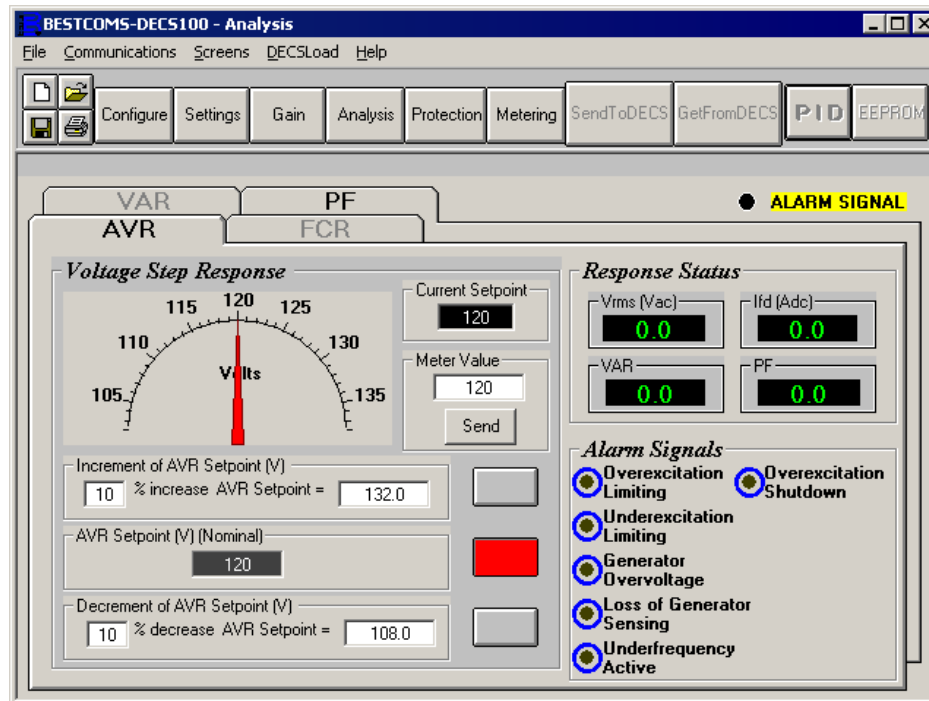 BESTCOMS-DECS100 - Analysis
File Communications Screens DECSLoad Help
Configure Settings Gain Analysis Protection Metering SendToDECS GetFromDECS PID EEPROM
VAR PF
ALARM SIGNAL
AVR FCR
Voltage Step Response
105 110 115 120 125 130 135
Volts
Current Setpoint
120
Meter Value
120
Send
Increment of AVR Setpoint (V)
10 % increase AVR Setpoint = 132.0
AVR Setpoint (V) (Nominal)
120
Decrement of AVR Setpoint (V)
10 % decrease AVR Setpoint = 108.0
Response Status
Vrms (Vac) Ifd (Adc)
0.0 0.0
VAR PF
0.0 0.0
Alarm Signals
Overexcitation Limiting
Overexcitation Shutdown
Underexcitation Limiting
Generator Overvoltage
Loss of Generator Sensing
Underfrequency Active